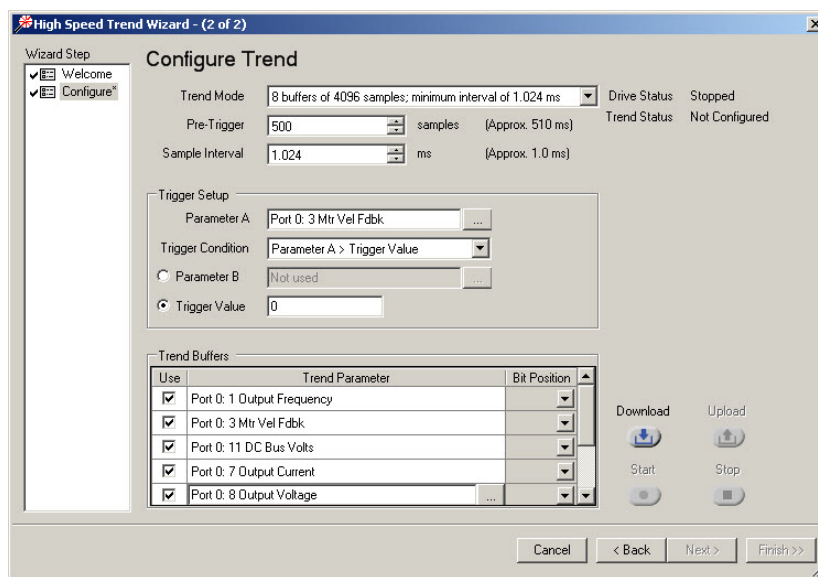 High Speed Trend Wizard - (2 of 2)
Wizard Step
Welcome
Configure*
Configure Trend
Trend Mode 8 buffers of 4096 samples; minimum interval of 1.024 ms Drive Status Stopped
Pre-Trigger 500 samples (Approx. 510 ms) Trend Status Not Configured
Sample Interval 1.024 ms (Approx. 1.0 ms)
Trigger Setup
Parameter A Port 0: 3 Mtr Vel Fdbk ...
Trigger Condition Parameter A > Trigger Value
Parameter B Not used ...
Trigger Value 0
Trend Buffers
Use Trend Parameter Bit Position
Port 0: 1 Output Frequency
Port 0: 3 Mtr Vel Fdbk
Port 0: 11 DC Bus Volts
Port 0: 7 Output Current
Port 0: 8 Output Voltage ...
Download Upload
Start Stop
Cancel < Back Next > Finish >>